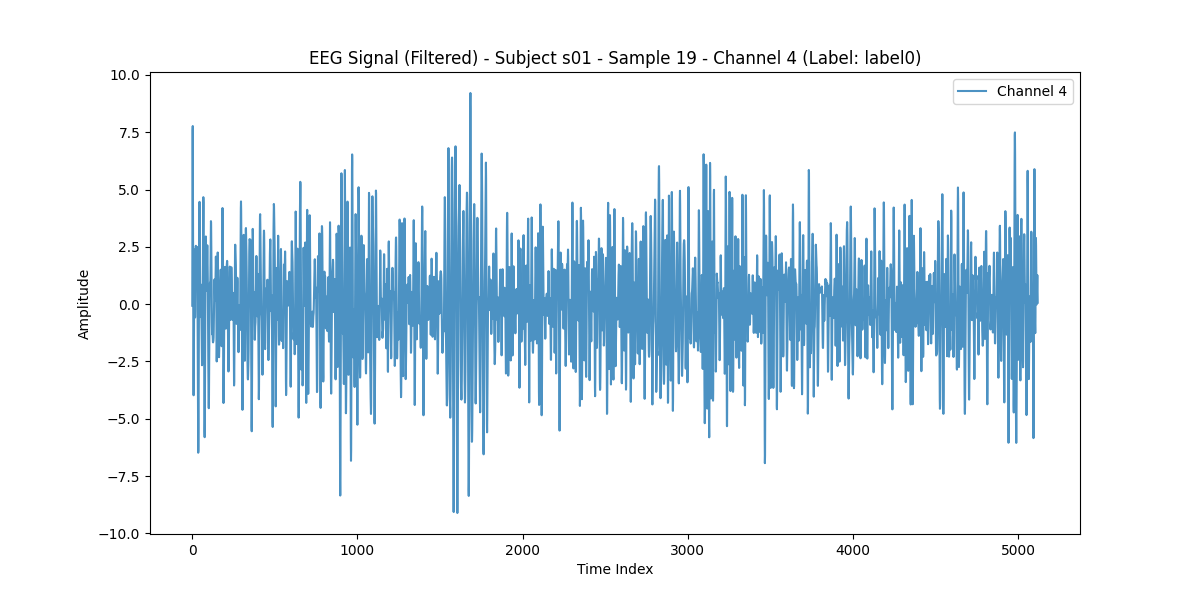 EEG Signal (Filtered) - Subject s01 - Sample 19 - Channel 4 (Label: label0)
Channel 4
10.0
7.5
5.0
2.5
0.0
−2.5
−5.0
−7.5
−10.0
Amplitude
0 1000 2000 3000 4000 5000
Time Index